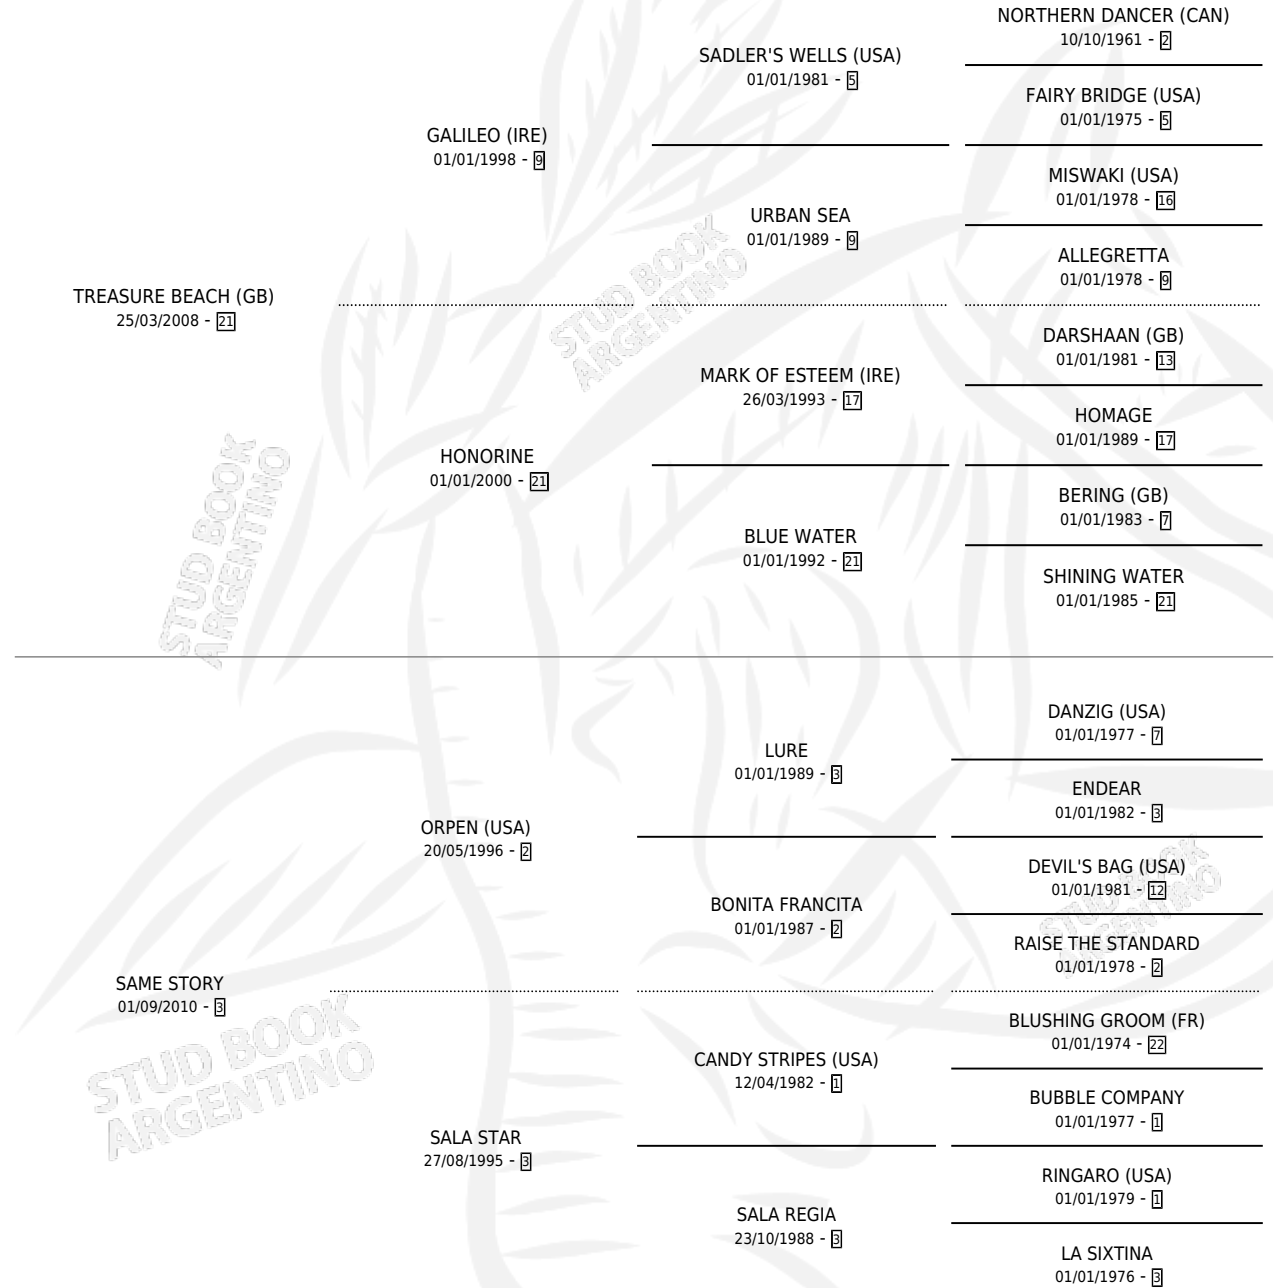 NORTHERN DANCER (CAN)
10/10/1961 - 2
SADLER'S WELLS (USA)
01/01/1981 - 5
FAIRY BRIDGE (USA)
01/01/1975 - 5
GALILEO (IRE)
01/01/1998 - 9
MISWAKI (USA)
01/01/1978 - 16
URBAN SEA
01/01/1989 - 9
ALLEGRETTA
01/01/1978 - 9
TREASURE BEACH (GB)
25/03/2008 - 21
STUD BOOK
ARGENTINO
DARSHAAN (GB)
01/01/1981 - 13
MARK OF ESTEEM (IRE)
26/03/1993 - 17
HOMAGE
01/01/1989 - 17
HONORINE
01/01/2000 - 21
BERING (GB)
01/01/1983 - 7
BLUE WATER
01/01/1992 - 21
SHINING WATER
01/01/1985 - 21
STUD BOOK
ARGENTINO
DANZIG (USA)
01/01/1977 - 7
LURE
01/01/1989 - 3
ENDEAR
01/01/1982 - 3
ORPEN (USA)
20/05/1996 - 2
DEVIL'S BAG (USA)
01/01/1981 - 12
BONITA FRANCITA
01/01/1987 - 2
RAISE THE STANDARD
01/01/1978 - 2
STUD BOOK
ARGENTINO
SAME STORY
01/09/2010 - 3
BLUSHING GROOM (FR)
01/01/1974 - 22
CANDY STRIPES (USA)
12/04/1982 - 1
BUBBLE COMPANY
01/01/1977 - 1
STUD BOOK
ARGENTINO
SALA STAR
27/08/1995 - 3
RINGARO (USA)
01/01/1979 - 1
SALA REGIA
23/10/1988 - 3
LA SIXTINA
01/01/1976 - 3